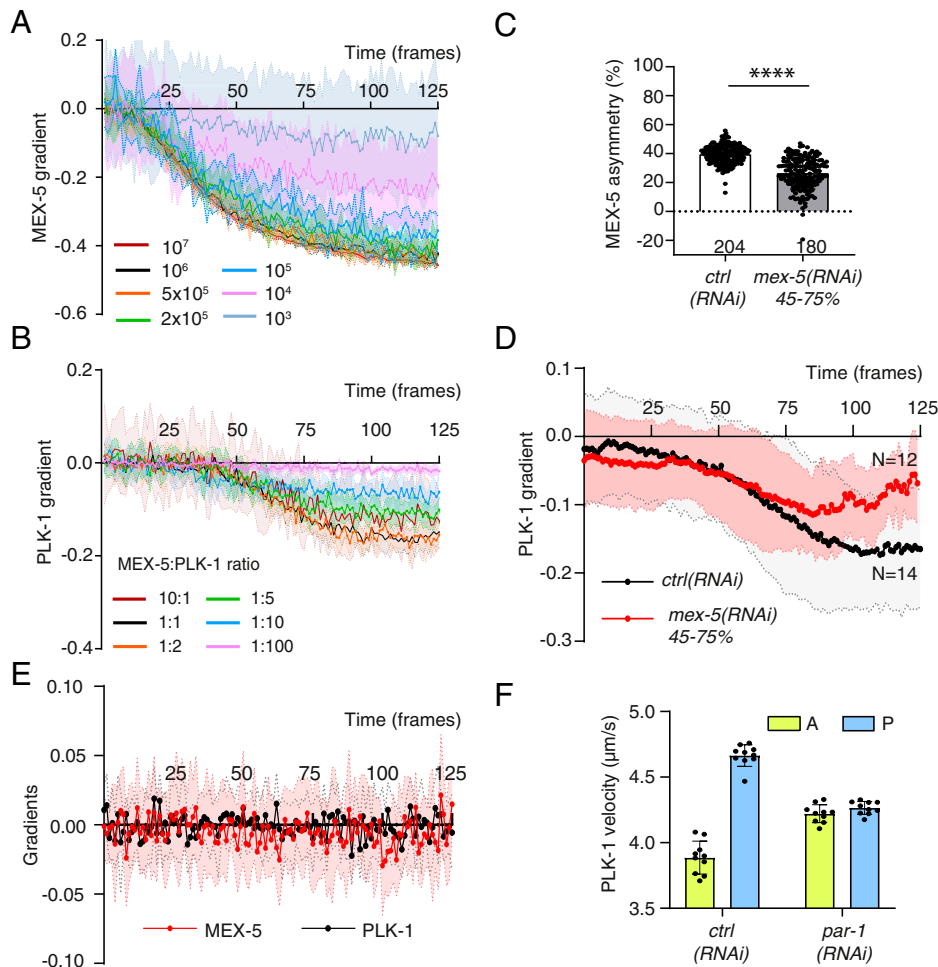 A
0.2
Time (frames)
0.0
25
50
75
100
125
-0.2
-0.4
-0.6
MEX-5 gradient
10⁷
10⁶
10⁵
5x10⁵
10⁴
2x10⁵
10³
B
0.2
Time (frames)
25
50
75
100
125
0.0
-0.2
-0.4
PLK-1 gradient
MEX-5:PLK-1 ratio
10:1
1:5
1:1
1:10
1:2
1:100
C
MEX-5 asymmetry (%)
100
80
60
40
20
0
-20
****
204
180
ctrl
(RNAi)
mex-5(RNAi)
45-75%
D
0.1
Time (frames)
25
50
75
100
125
0.0
-0.1
-0.2
-0.3
PLK-1 gradient
N=12
N=14
ctrl(RNAi)
mex-5(RNAi)
45-75%
E
0.10
Time (frames)
0.05
25
50
75
100
125
0.00
-0.05
-0.10
Gradients
MEX-5
PLK-1
F
PLK-1 velocity (µm/s)
5.0
4.5
4.0
3.5
A
P
ctrl
(RNAi)
par-1
(RNAi)